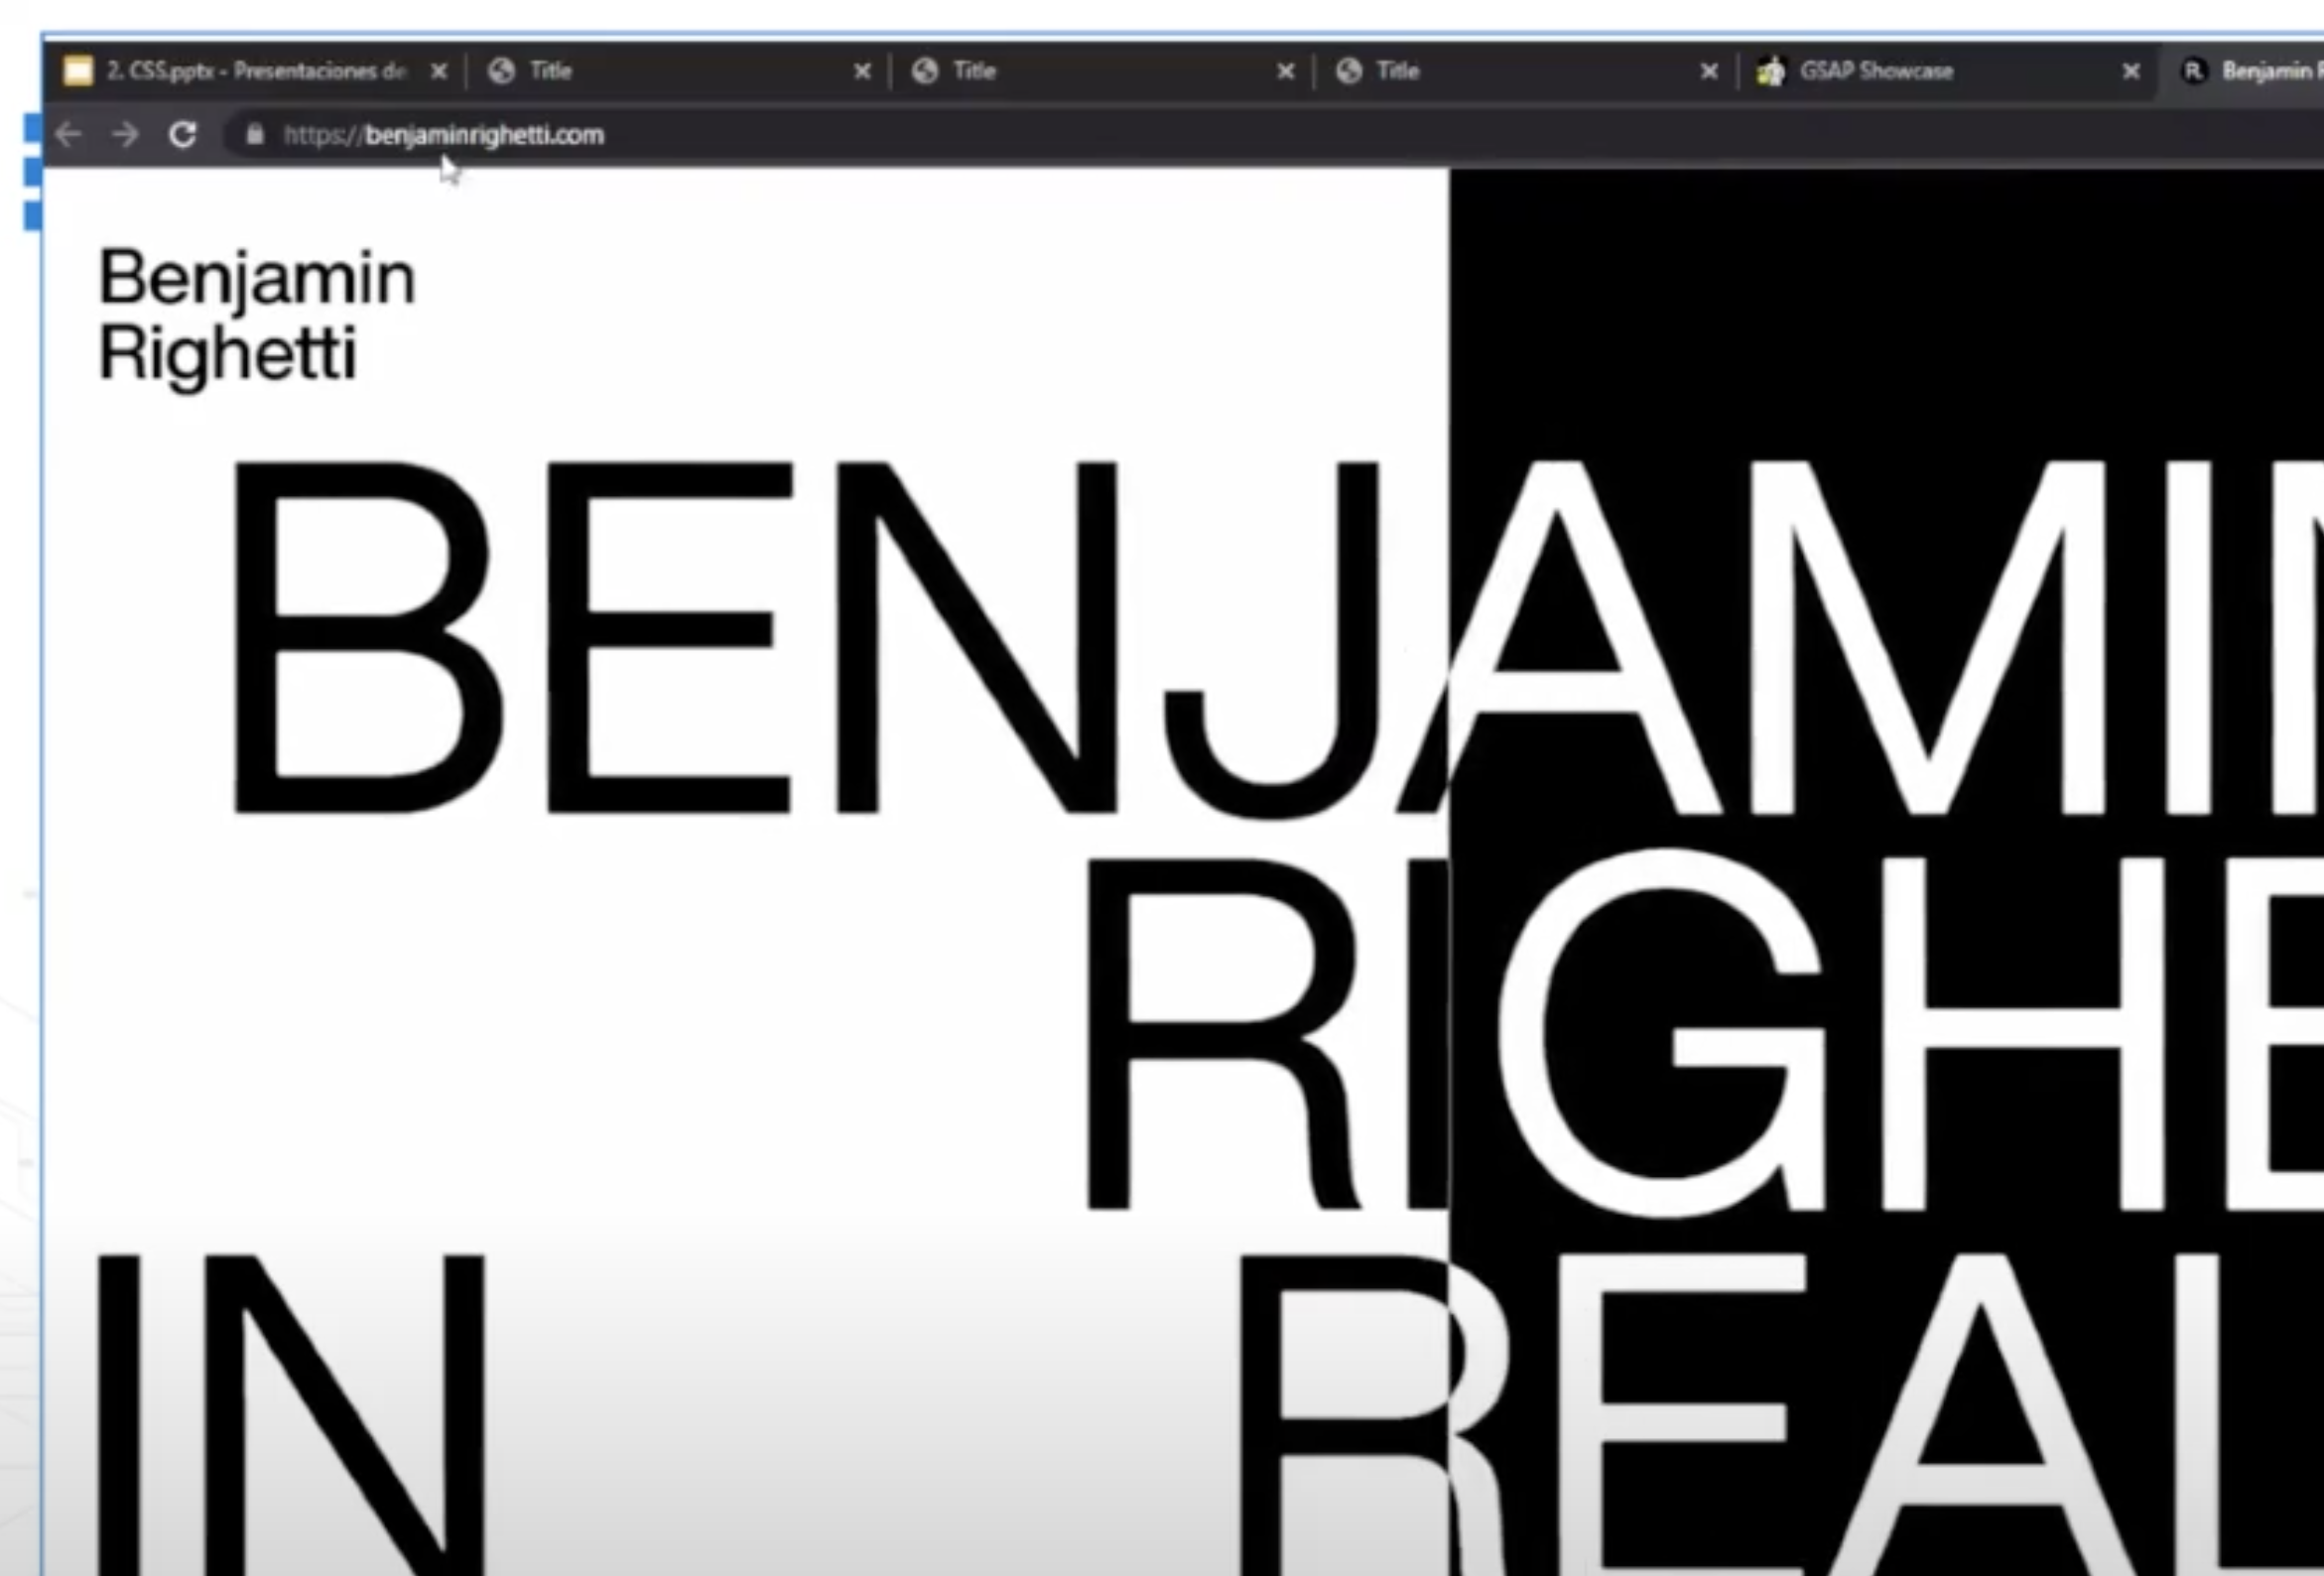 2. CSS.pptx - Presentaciones de
Title
Title
Title
GSAP Showcase
Benjamin R
https://benjaminrighetti.com
Benjamin
Righetti
BENJAMIN
RIGHE
IN REAL